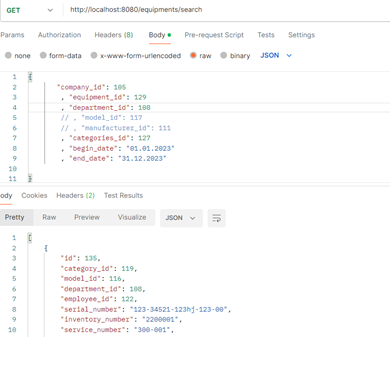 GET http://localhost:8080/equipments/search
Params Authorization Headers (8) Body Pre-request Script Tests Settings
none form-data x-www-form-urlencoded raw binary JSON
1 {
2 "company_id": 105
3 , "equipment_id": 129
4 , "department_id": 108
5 // , "model_id": 117
6 // , "manufacturer_id": 111
7 , "categories_id": 127
8 , "begin_date": "01.01.2023"
9 , "end_date": "31.12.2023"
10
11 }
ody Cookies Headers (2) Test Results
Pretty Raw Preview Visualize JSON
1 [
2 {
3 "id": 135,
4 "category_id": 119,
5 "model_id": 116,
6 "department_id": 108,
7 "employee_id": 122,
8 "serial_number": "123-34521-123hj-123-00",
9 "inventory_number": "2200001",
10 "service_number": "300-001",